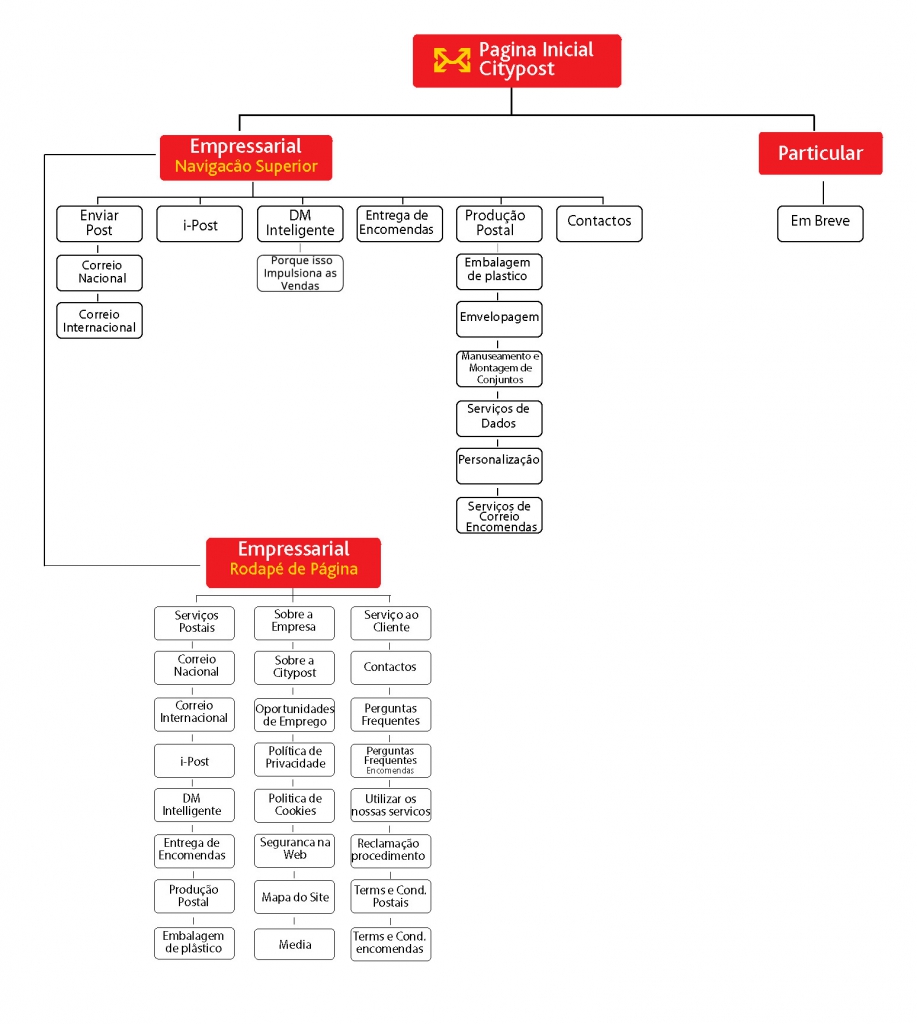 Pagina Inicial
Citypost
Empressarial
Navigacåo Superior
Particular
Enviar
Post
i-Post
DM
Inteligente
Entrega de
Encomendas
Produção
Postal
Contactos
Em Breve
Correio
Nacional
Porque isso
Impulsiona as
Vendas
Embalagem
de plastico
Correio
Internacional
Emvelopagem
Manuseamento e
Montagem de
Conjuntos
Serviços de
Dados
Personalização
Serviços de
Correio
Encomendas
Empressarial
Rodapé de Página
Serviços
Postais
Sobre a
Empresa
Serviço ao
Cliente
Correio
Nacional
Sobre a
Citypost
Contactos
Correio
Internacional
Oportunidades
de Emprego
Perguntas
Frequentes
i-Post
Política de
Privacidade
Perguntas
Frequentes
Encomendas
DM
Intelligente
Politica de
Cookies
Utilizar os
nossas servicos
Entrega de
Encomendas
Seguranca na
Web
Reclamação
procedimento
Produção
Postal
Mapa do Site
Terms e Cond.
Postais
Embalagem
de plåstico
Media
Terms e Cond.
encomendas